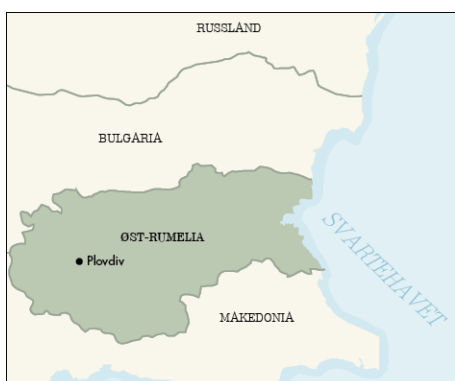 RUSSLAND
BULGARIA
ØST-RUMELIA
Plovdiv
SVARTEHAVET
MAKEDONIA